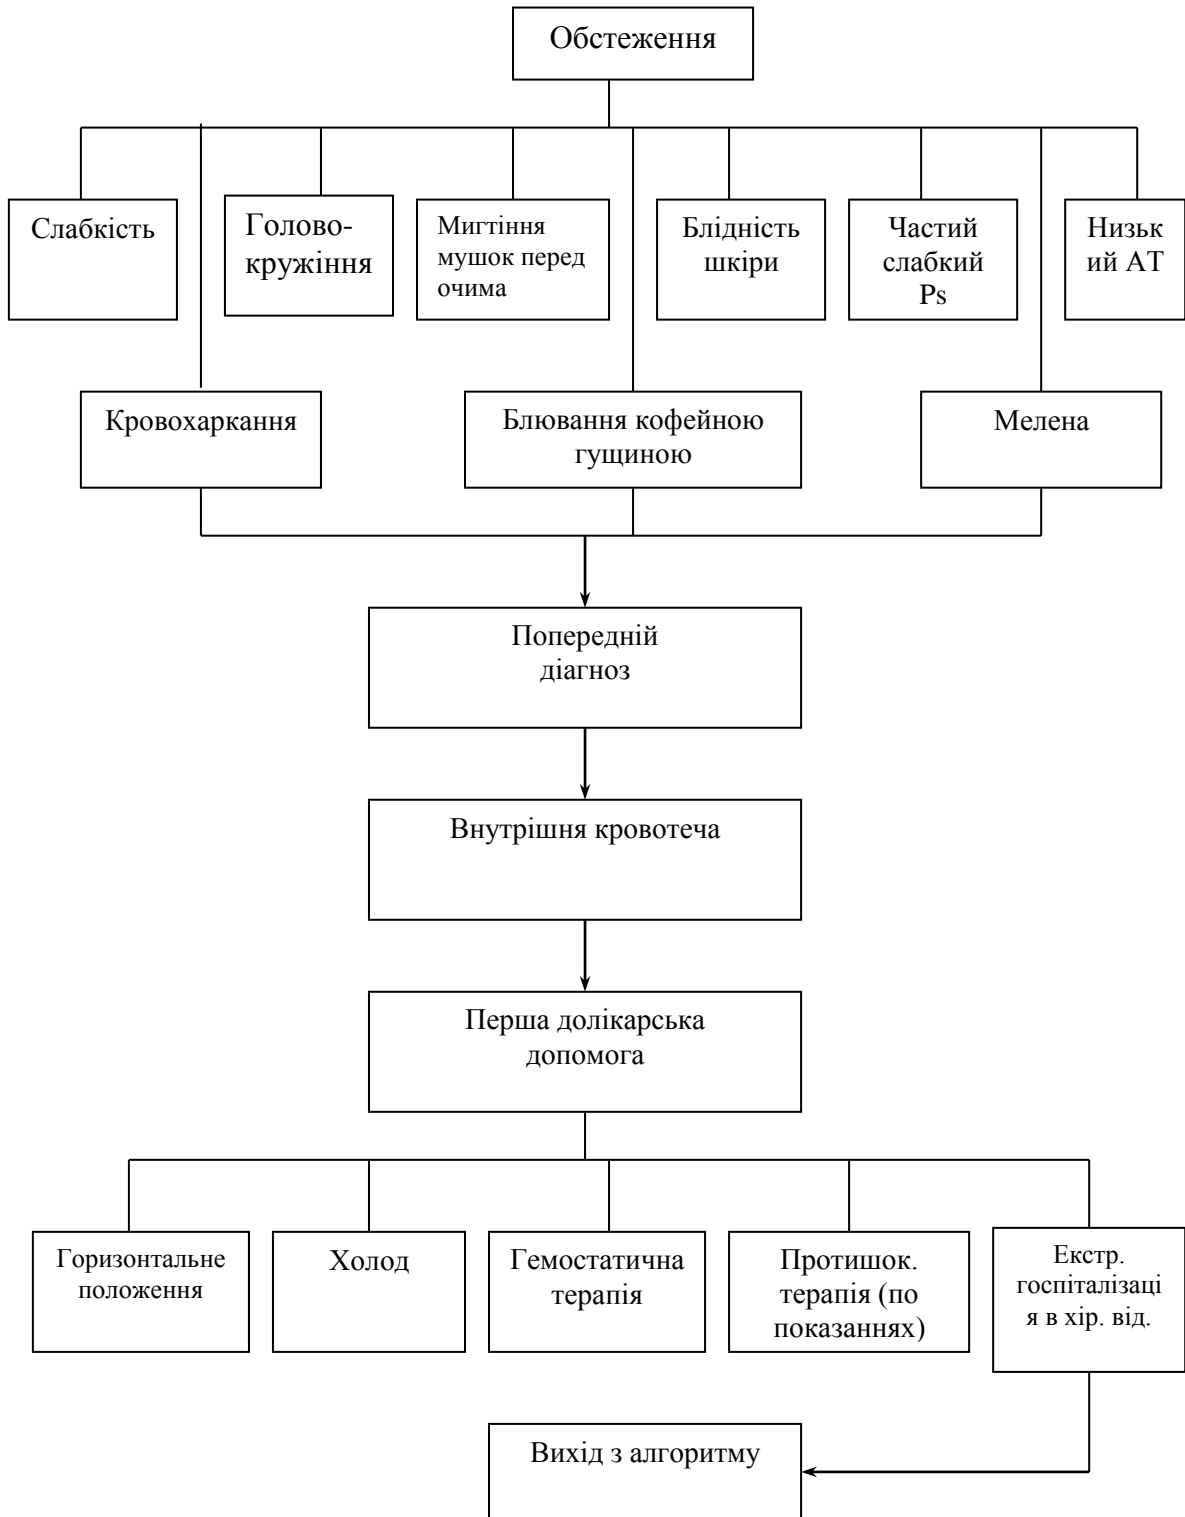 Обстеження
Слабкість
Голово-
кружіння
Мигтіння
мушок перед
очима
Блідність
шкіри
Частий
слабкий
Ps
Низьк
ий АТ
Кровохаркання
Блювання кофейною
гущиною
Мелена
Попередній
діагноз
Внутрішня кровотеча
Перша долікарська
допомога
Горизонтальне
положення
Холод
Гемостатична
терапія
Протишок.
терапія (по
показаннях)
Екстр.
госпіталізаці
я в хір. від.
Вихід з алгоритму